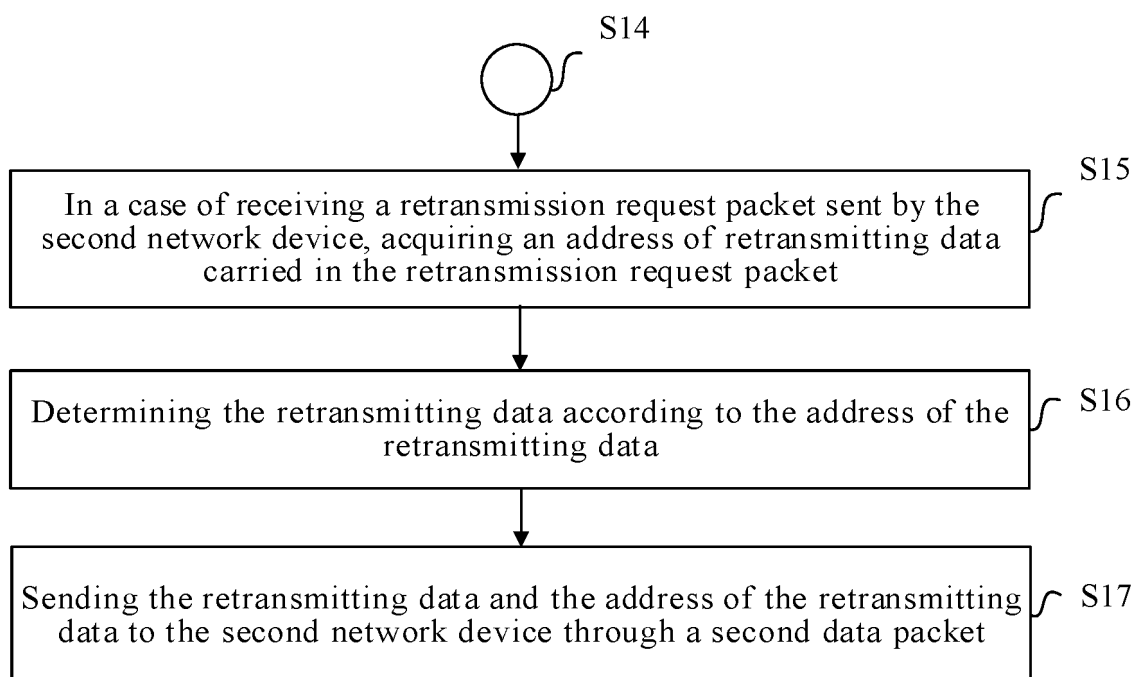 S14
S15
In a case of receiving a retransmission request packet sent by the
second network device, acquiring an address of retransmitting data
carried in the retransmission request packet
S16
Determining the retransmitting data according to the address of the
retransmitting data
S17
Sending the retransmitting data and the address of the retransmitting
data to the second network device through a second data packet